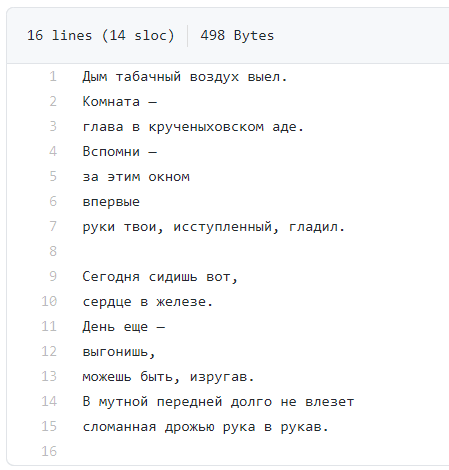 16 lines (14 sloc) 498 Bytes
1 Дым табачный воздух выел.
2 Комната —
3 глава в крученыховском аде.
4 Вспомни —
5 за этим окном
6 впервые
7 руки твои, исступленный, гладил.
8
9 Сегодня сидишь вот,
10 сердце в железе.
11 День еще —
12 выгонишь,
13 можешь быть, изругав.
14 В мутной передней долго не влезет
15 сломанная дрожью рука в рукав.
16